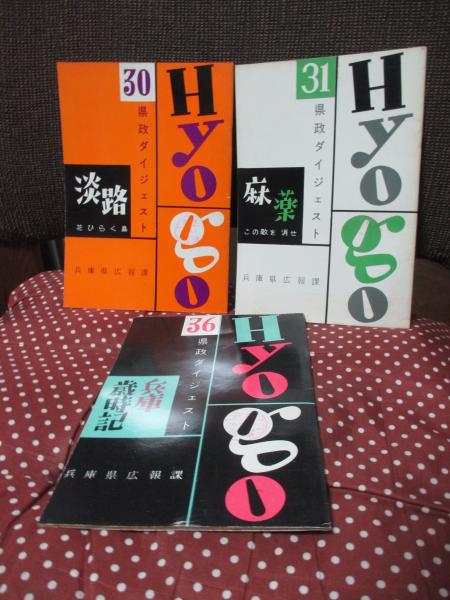 30
県政ダイジェスト
淡路
花ひらく島
兵庫県広報課
Hyogo
31
県政ダイジェスト
麻薬
この敵を消せ
兵庫県広報課
Hyogo
36
県政ダイジェスト
兵庫
歳時記
兵庫県広報課
Hyogo